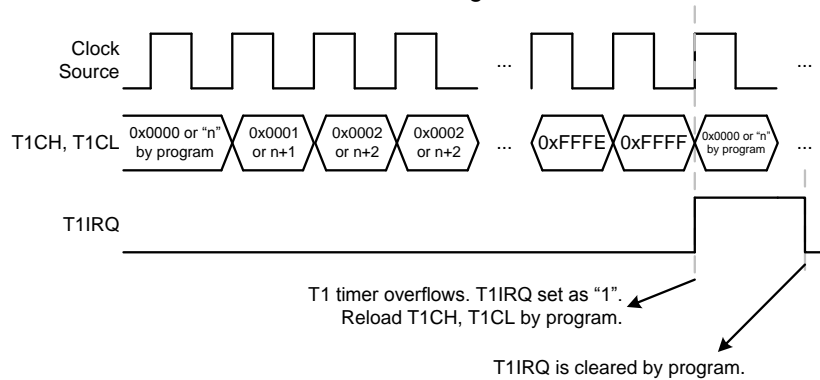 Clock
Source
...
...
T1CH, T1CL
0x0000 or “n”
by program
0x0001
or n+1
0x0002
or n+2
0x0002
or n+2
...
0xFFFE
0xFFFF
0x0000 or “n”
by program
...
T1IRQ
T1 timer overflows. T1IRQ set as “1”.
Reload T1CH, T1CL by program.
T1IRQ is cleared by program.